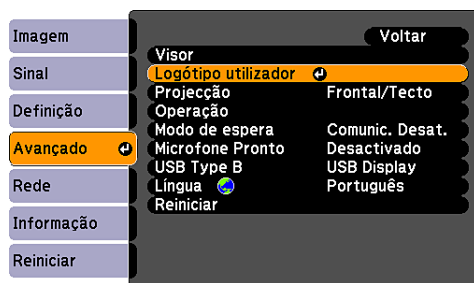 Imagem
Sinal
Definição
Avançado
Rede
Informação
Reiniciar
Voltar
Visor
Logótipo utilizador
Projecção Frontal/Tecto
Operação
Modo de espera Comunic. Desat.
Microfone Pronto Desactivado
USB Type B USB Display
Língua Português
Reiniciar